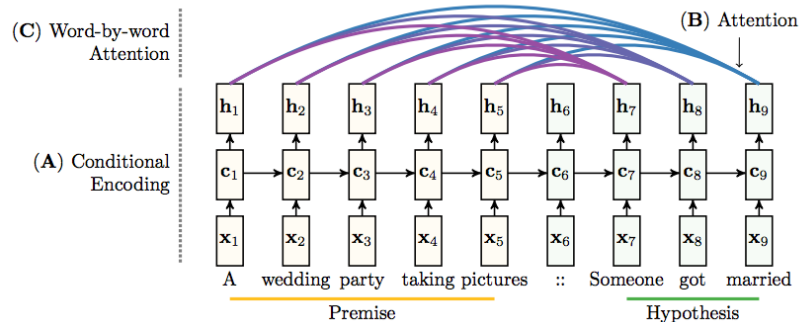 (C) Word-by-word
Attention
(B) Attention
h₁ h₂ h₃ h₄ h₅ h₆ h₇ h₈ h₉
(A) Conditional
Encoding
c₁ c₂ c₃ c₄ c₅ c₆ c₇ c₈ c₉
x₁ x₂ x₃ x₄ x₅ x₆ x₇ x₈ x₉
A wedding party taking pictures :: Someone got married
Premise Hypothesis